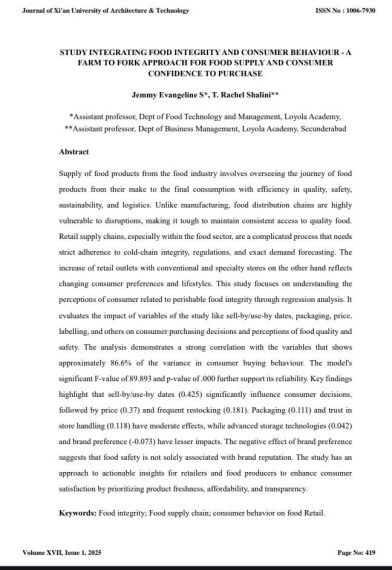 Journal of Xi'an University of Architecture & Technology
ISSN No : 1006-7930
STUDY INTEGRATING FOOD INTEGRITY AND CONSUMER BEHAVIOUR - A
FARM TO FORK APPROACH FOR FOOD SUPPLY AND CONSUMER
CONFIDENCE TO PURCHASE
Jemmy Evangeline S*, T. Rachel Shalini**
*Assistant professor, Dept of Food Technology and Management, Loyola Academy,
**Assistant professor, Dept of Business Management, Loyola Academy, Secunderabad
Abstract
Supply of food products from the food industry involves overseeing the journey of food
products from their make to the final consumption with efficiency in quality, safety,
sustainability, and logistics. Unlike manufacturing, food distribution chains are highly
vulnerable to disruptions, making it tough to maintain consistent access to quality food.
Retail supply chains, especially within the food sector, are a complicated process that needs
strict adherence to cold-chain integrity, regulations, and exact demand forecasting. The
increase of retail outlets with conventional and specialty stores on the other hand reflects
changing consumer preferences and lifestyles. This study focuses on understanding the
perceptions of consumer related to perishable food integrity through regression analysis. It
evaluates the impact of variables of the study like sell-by/use-by dates, packaging, price,
labelling, and others on consumer purchasing decisions and perceptions of food quality and
safety. The analysis demonstrates a strong correlation with the variables that shows
approximately 86.6% of the variance in consumer buying behaviour. The model's
significant F-value of 89.893 and p-value of .000 further support its reliability. Key findings
highlight that sell-by/use-by dates (0.425) significantly influence consumer decisions,
followed by price (0.37) and frequent restocking (0.181). Packaging (0.111) and trust in
store handling (0.118) have moderate effects, while advanced storage technologies (0.042)
and brand preference (-0.073) have lesser impacts. The negative effect of brand preference
suggests that food safety is not solely associated with brand reputation. The study has an
approach to actionable insights for retailers and food producers to enhance consumer
satisfaction by prioritizing product freshness, affordability, and transparency.
Keywords: Food integrity; Food supply chain; consumer behavior on food Retail.
Volume XVII, Issue 1, 2025
Page No: 419